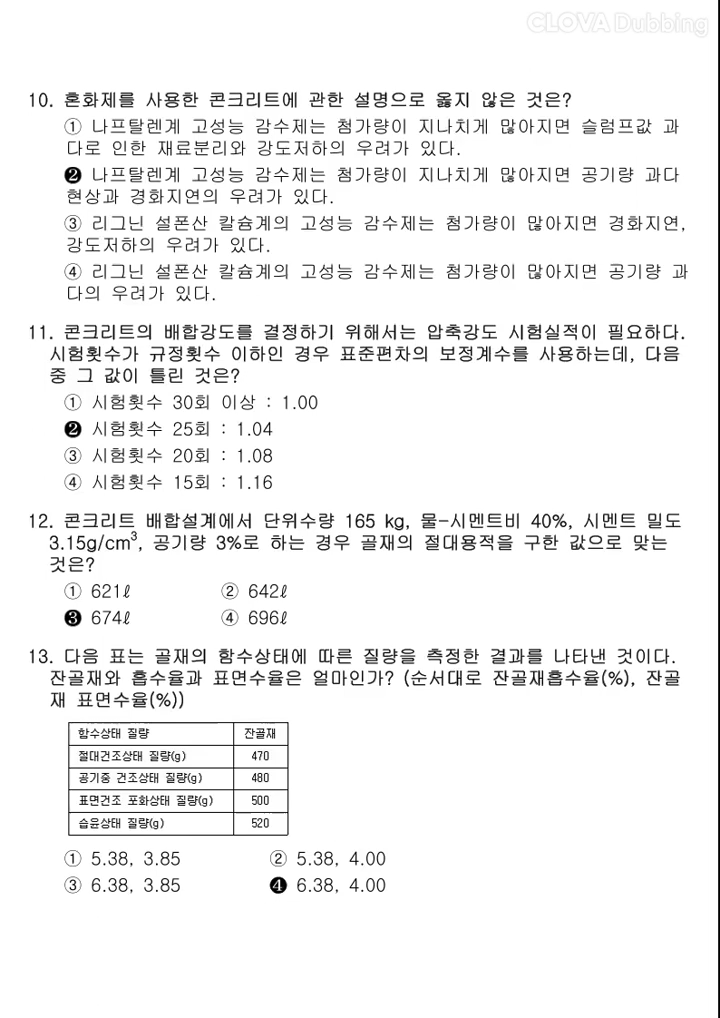 CLOVA Dubbing
10. 혼화제를 사용한 콘크리트에 관한 설명으로 옳지 않은 것은?
① 나프탈렌계 고성능 감수제는 첨가량이 지나치게 많아지면 슬럼프값 과
다로 인한 재료분리와 강도저하의 우려가 있다.
❷ 나프탈렌계 고성능 감수제는 첨가량이 지나치게 많아지면 공기량 과다
현상과 경화지연의 우려가 있다.
③ 리그닌 설폰산 칼슘계의 고성능 감수제는 첨가량이 많아지면 경화지연,
강도저하의 우려가 있다.
④ 리그닌 설폰산 칼슘계의 고성능 감수제는 첨가량이 많아지면 공기량 과
다의 우려가 있다.
11. 콘크리트의 배합강도를 결정하기 위해서는 압축강도 시험실적이 필요하다.
시험횟수가 규정횟수 이하인 경우 표준편차의 보정계수를 사용하는데, 다음
중 그 값이 틀린 것은?
① 시험횟수 30회 이상 : 1.00
❷ 시험횟수 25회 : 1.04
③ 시험횟수 20회 : 1.08
④ 시험횟수 15회 : 1.16
12. 콘크리트 배합설계에서 단위수량 165 kg, 물-시멘트비 40%, 시멘트 밀도
3.15g/cm³, 공기량 3%로 하는 경우 골재의 절대용적을 구한 값으로 맞는
것은?
① 621ℓ ② 642ℓ
❸ 674ℓ ④ 696ℓ
13. 다음 표는 골재의 함수상태에 따른 질량을 측정한 결과를 나타낸 것이다.
잔골재와 흡수율과 표면수율은 얼마인가? (순서대로 잔골재흡수율(%), 잔골
재 표면수율(%))
함수상태 질량 잔골재
절대건조상태 질량(g) 470
공기중 건조상태 질량(g) 480
표면건조 포화상태 질량(g) 500
습윤상태 질량(g) 520
① 5.38, 3.85 ② 5.38, 4.00
③ 6.38, 3.85 ❹ 6.38, 4.00